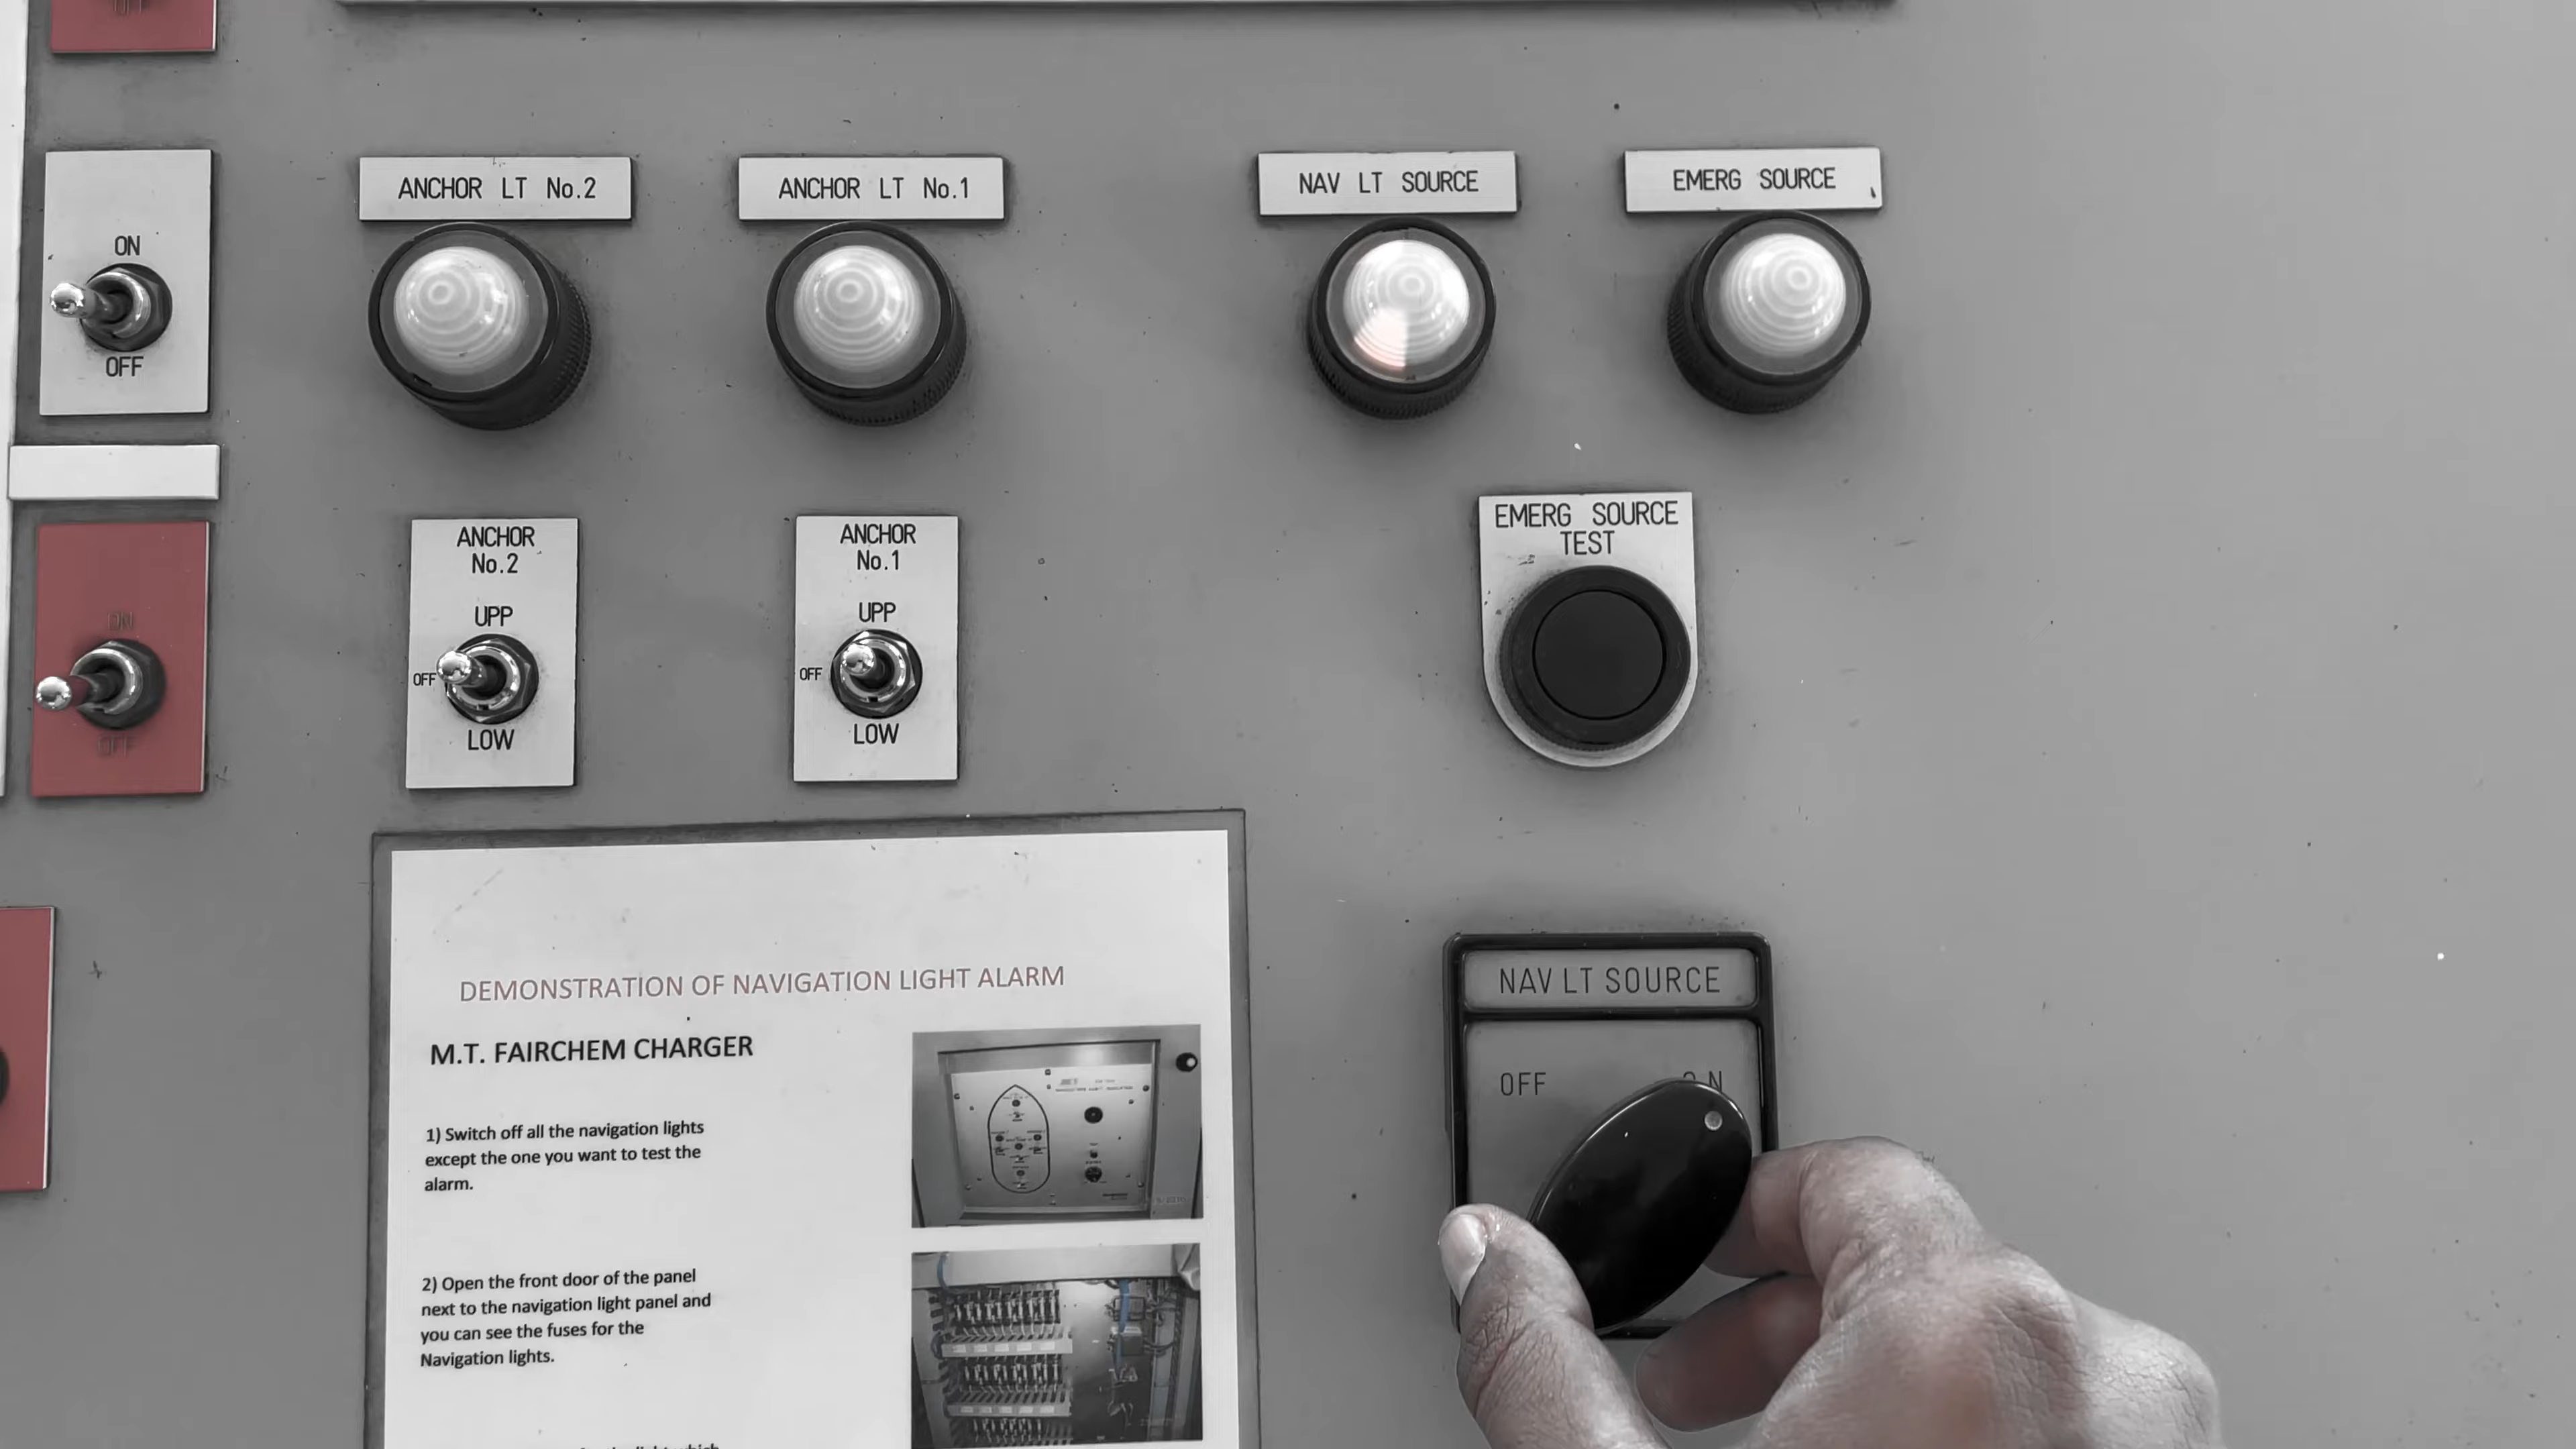 OFF
ANCHOR LT No.2
ANCHOR LT No.1
NAV LT SOURCE
EMERG SOURCE
ON
OFF
EMERG SOURCE
TEST
ANCHOR
No.2
UPP
OFF
LOW
ANCHOR
No.1
UPP
OFF
LOW
ON
OFF
NAV LT SOURCE
OFF
ON
DEMONSTRATION OF NAVIGATION LIGHT ALARM
M.T. FAIRCHEM CHARGER
1) Switch off all the navigation lights
except the one you want to test the
alarm.
2) Open the front door of the panel
next to the navigation light panel and
you can see the fuses for the
Navigation lights.